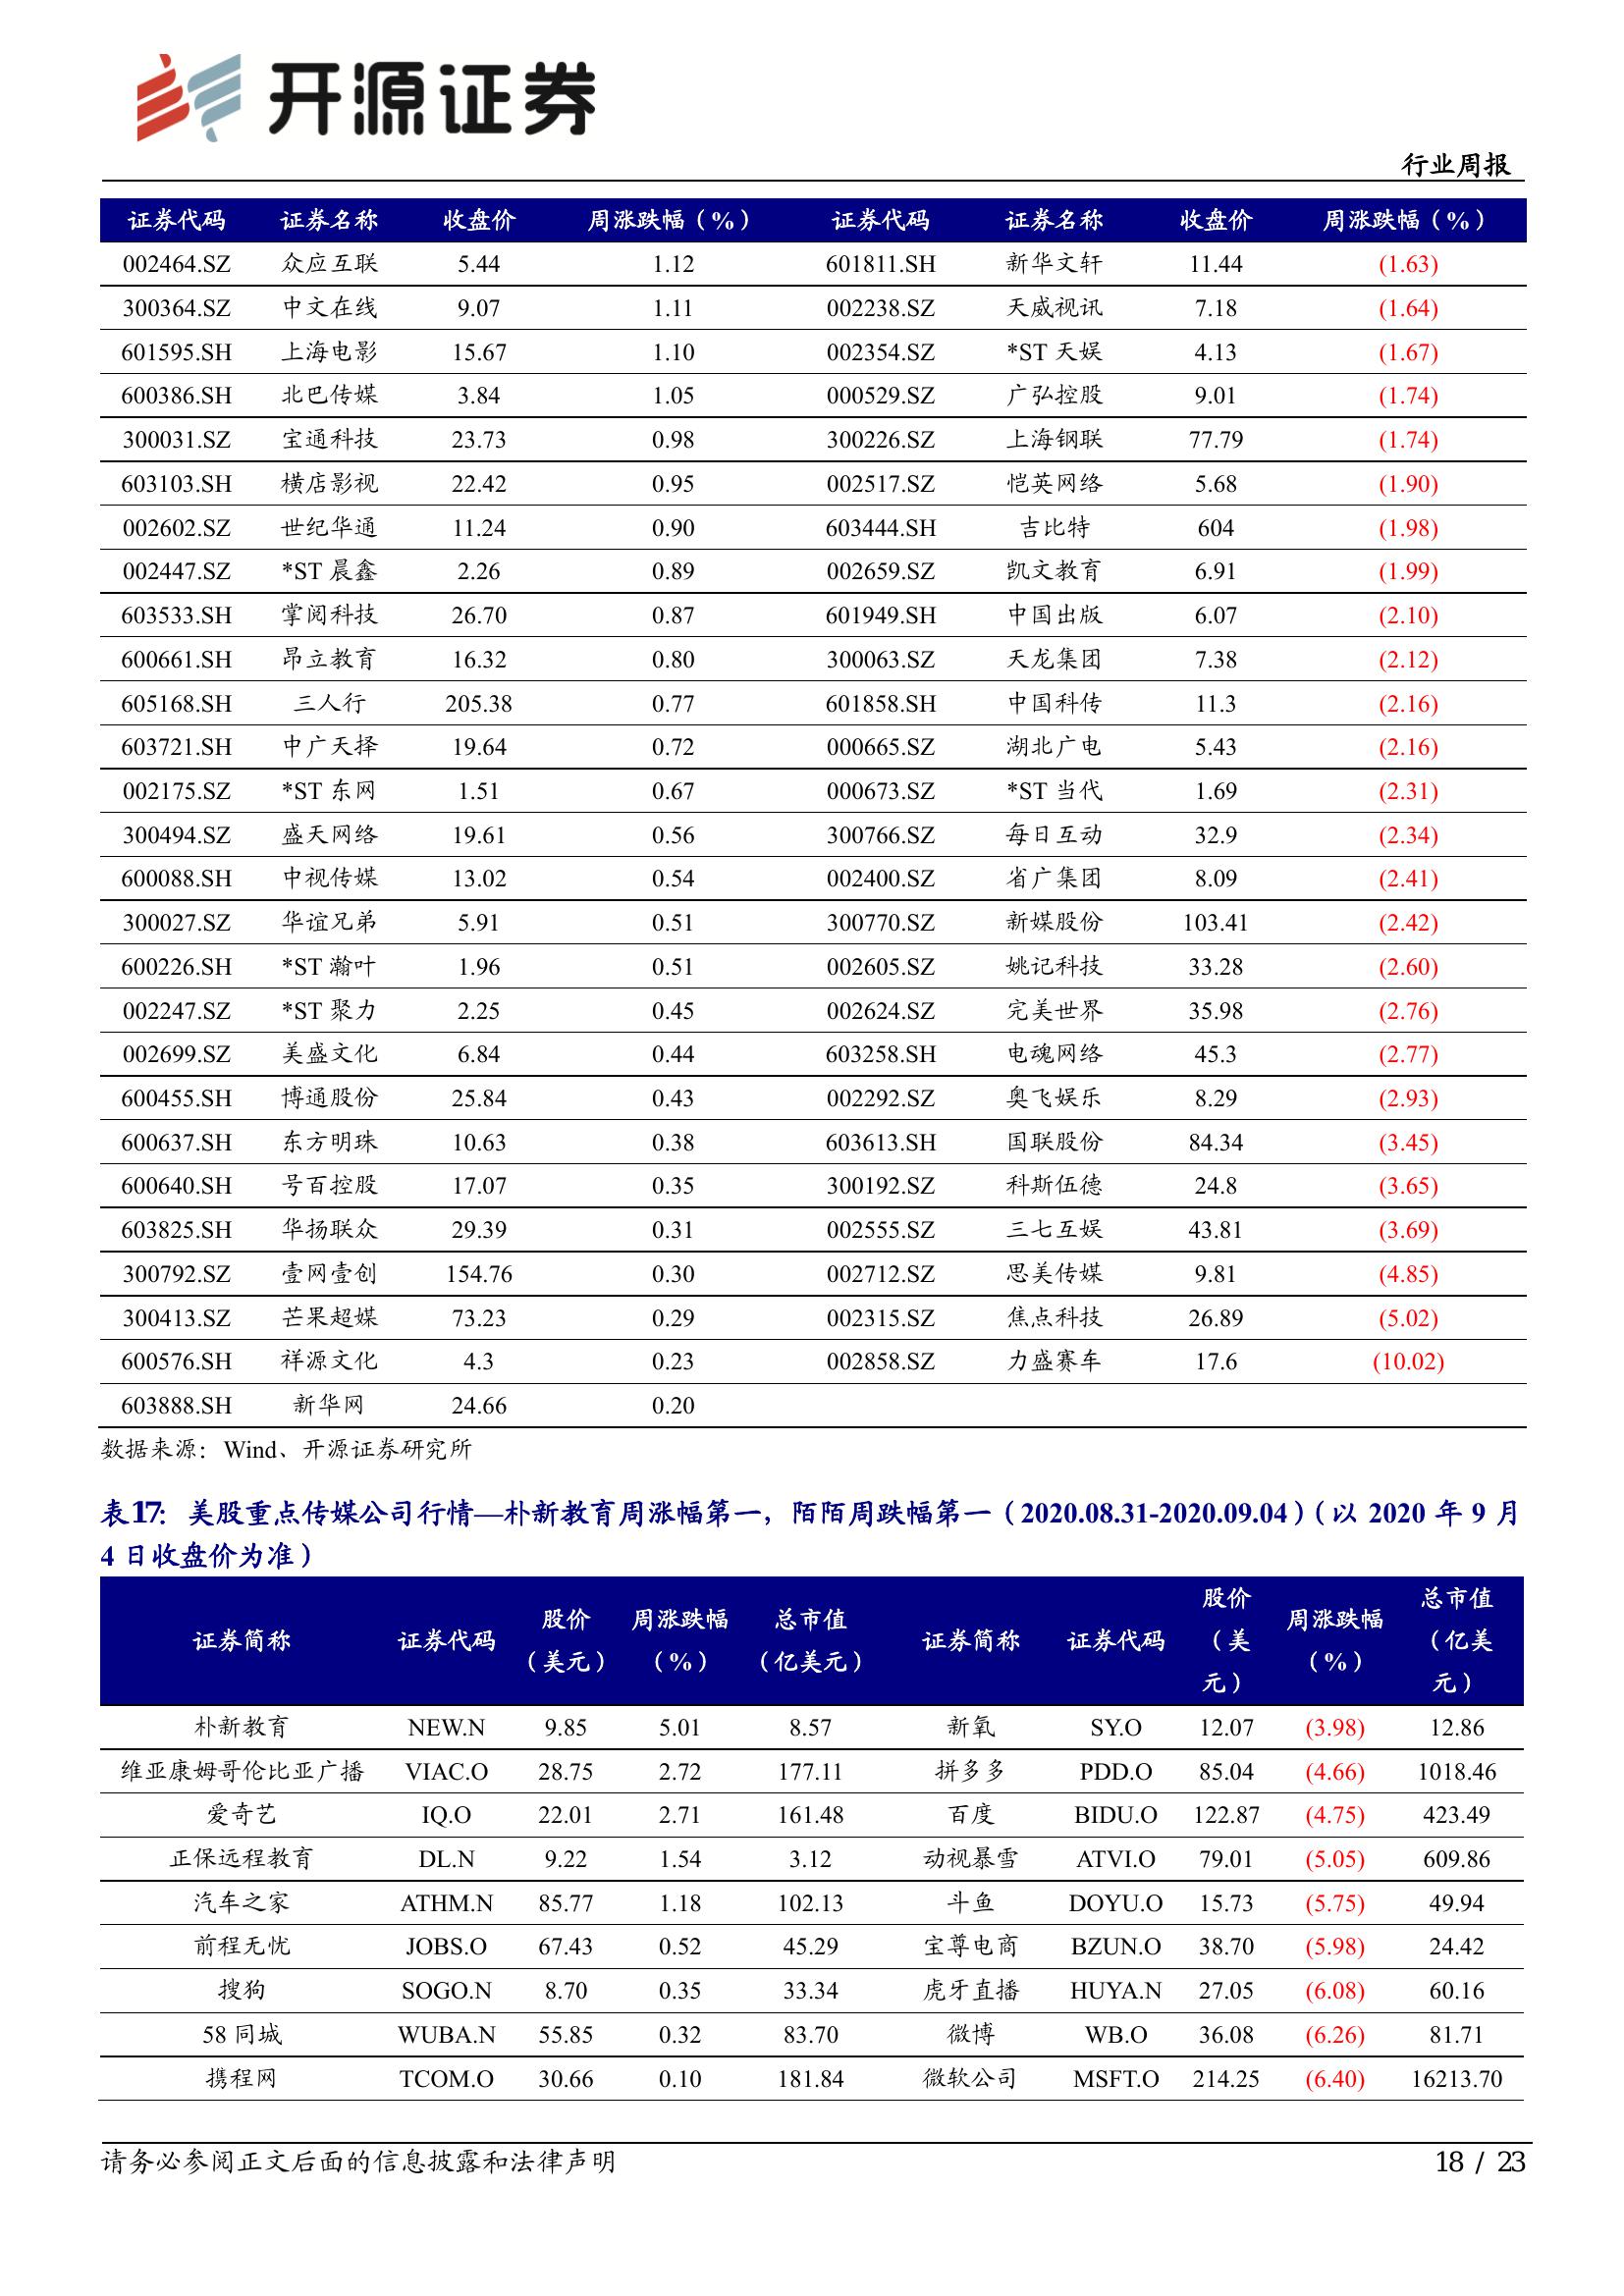 开源证券
行业周报
证券代码 证券名称 收盘价 周涨跌幅（%） 证券代码 证券名称 收盘价 周涨跌幅（%）
002464.SZ 众应互联 5.44 1.12 601811.SH 新华文轩 11.44 (1.63)
300364.SZ 中文在线 9.07 1.11 002238.SZ 天威视讯 7.18 (1.64)
601595.SH 上海电影 15.67 1.10 002354.SZ *ST 天娱 4.13 (1.67)
600386.SH 北巴传媒 3.84 1.05 000529.SZ 广弘控股 9.01 (1.74)
300031.SZ 宝通科技 23.73 0.98 300226.SZ 上海钢联 77.79 (1.74)
603103.SH 横店影视 22.42 0.95 002517.SZ 恺英网络 5.68 (1.90)
002602.SZ 世纪华通 11.24 0.90 603444.SH 吉比特 604 (1.98)
002447.SZ *ST 晨鑫 2.26 0.89 002659.SZ 凯文教育 6.91 (1.99)
603533.SH 掌阅科技 26.70 0.87 601949.SH 中国出版 6.07 (2.10)
600661.SH 昂立教育 16.32 0.80 300063.SZ 天龙集团 7.38 (2.12)
605168.SH 三人行 205.38 0.77 601858.SH 中国科传 11.3 (2.16)
603721.SH 中广天择 19.64 0.72 000665.SZ 湖北广电 5.43 (2.16)
002175.SZ *ST 东网 1.51 0.67 000673.SZ *ST 当代 1.69 (2.31)
300494.SZ 盛天网络 19.61 0.56 300766.SZ 每日互动 32.9 (2.34)
600088.SH 中视传媒 13.02 0.54 002400.SZ 省广集团 8.09 (2.41)
300027.SZ 华谊兄弟 5.91 0.51 300770.SZ 新媒股份 103.41 (2.42)
600226.SH *ST 瀚叶 1.96 0.51 002605.SZ 姚记科技 33.28 (2.60)
002247.SZ *ST 聚力 2.25 0.45 002624.SZ 完美世界 35.98 (2.76)
002699.SZ 美盛文化 6.84 0.44 603258.SH 电魂网络 45.3 (2.77)
600455.SH 博通股份 25.84 0.43 002292.SZ 奥飞娱乐 8.29 (2.93)
600637.SH 东方明珠 10.63 0.38 603613.SH 国联股份 84.34 (3.45)
600640.SH 号百控股 17.07 0.35 300192.SZ 科斯伍德 24.8 (3.65)
603825.SH 华扬联众 29.39 0.31 002555.SZ 三七互娱 43.81 (3.69)
300792.SZ 壹网壹创 154.76 0.30 002712.SZ 思美传媒 9.81 (4.85)
300413.SZ 芒果超媒 73.23 0.29 002315.SZ 焦点科技 26.89 (5.02)
600576.SH 祥源文化 4.3 0.23 002858.SZ 力盛赛车 17.6 (10.02)
603888.SH 新华网 24.66 0.20
数据来源：Wind、开源证券研究所
表17：美股重点传媒公司行情—朴新教育周涨幅第一，陌陌周跌幅第一（2020.08.31-2020.09.04）（以 2020 年 9 月
4 日收盘价为准）
证券简称 证券代码 股价（美元） 周涨跌幅（%） 总市值（亿美元） 证券简称 证券代码 股价（美元） 周涨跌幅（%） 总市值（亿美元）
朴新教育 NEW.N 9.85 5.01 8.57 新氧 SY.O 12.07 (3.98) 12.86
维亚康姆哥伦比亚广播 VIAC.O 28.75 2.72 177.11 拼多多 PDD.O 85.04 (4.66) 1018.46
爱奇艺 IQ.O 22.01 2.71 161.48 百度 BIDU.O 122.87 (4.75) 423.49
正保远程教育 DL.N 9.22 1.54 3.12 动视暴雪 ATVI.O 79.01 (5.05) 609.86
汽车之家 ATHM.N 85.77 1.18 102.13 斗鱼 DOYU.O 15.73 (5.75) 49.94
前程无忧 JOBS.O 67.43 0.52 45.29 宝尊电商 BZUN.O 38.70 (5.98) 24.42
搜狗 SOGO.N 8.70 0.35 33.34 虎牙直播 HUYA.N 27.05 (6.08) 60.16
58 同城 WUBA.N 55.85 0.32 83.70 微博 WB.O 36.08 (6.26) 81.71
携程网 TCOM.O 30.66 0.10 181.84 微软公司 MSFT.O 214.25 (6.40) 16213.70
请务必参阅正文后面的信息披露和法律声明 18 / 23